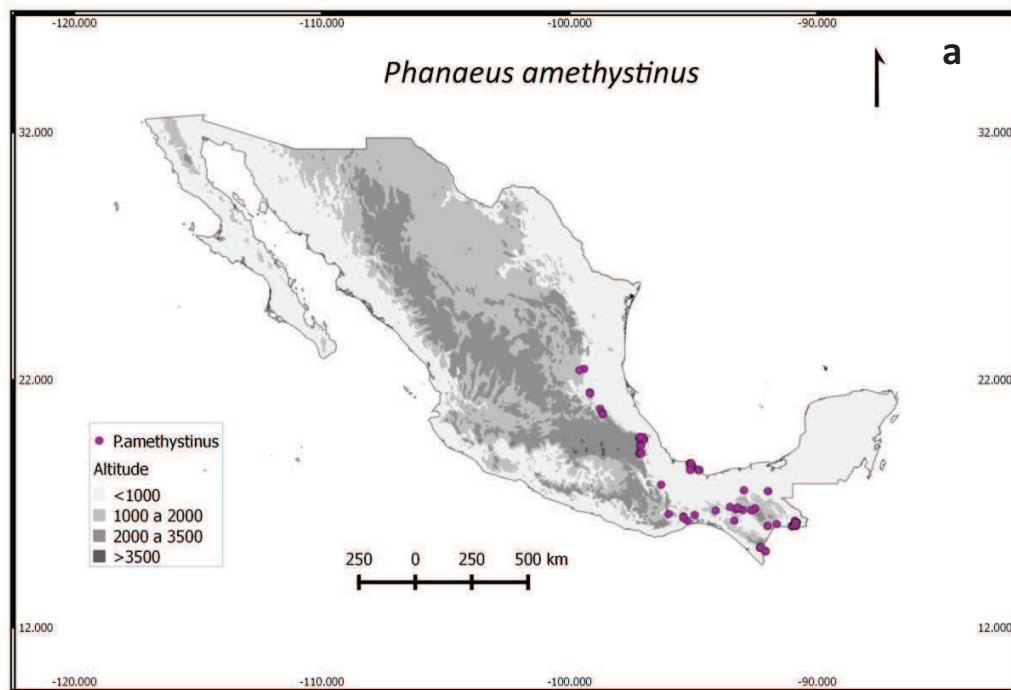 -120.000 -110.000 -100.000 -90.000
a
Phanaeus amethystinus
32.000 32.000
22.000 22.000
P.amethystinus
Altitude
<1000
1000 a 2000
2000 a 3500
>3500
250 0 250 500 km
12.000 12.000
-120.000 -110.000 -100.000 -90.000